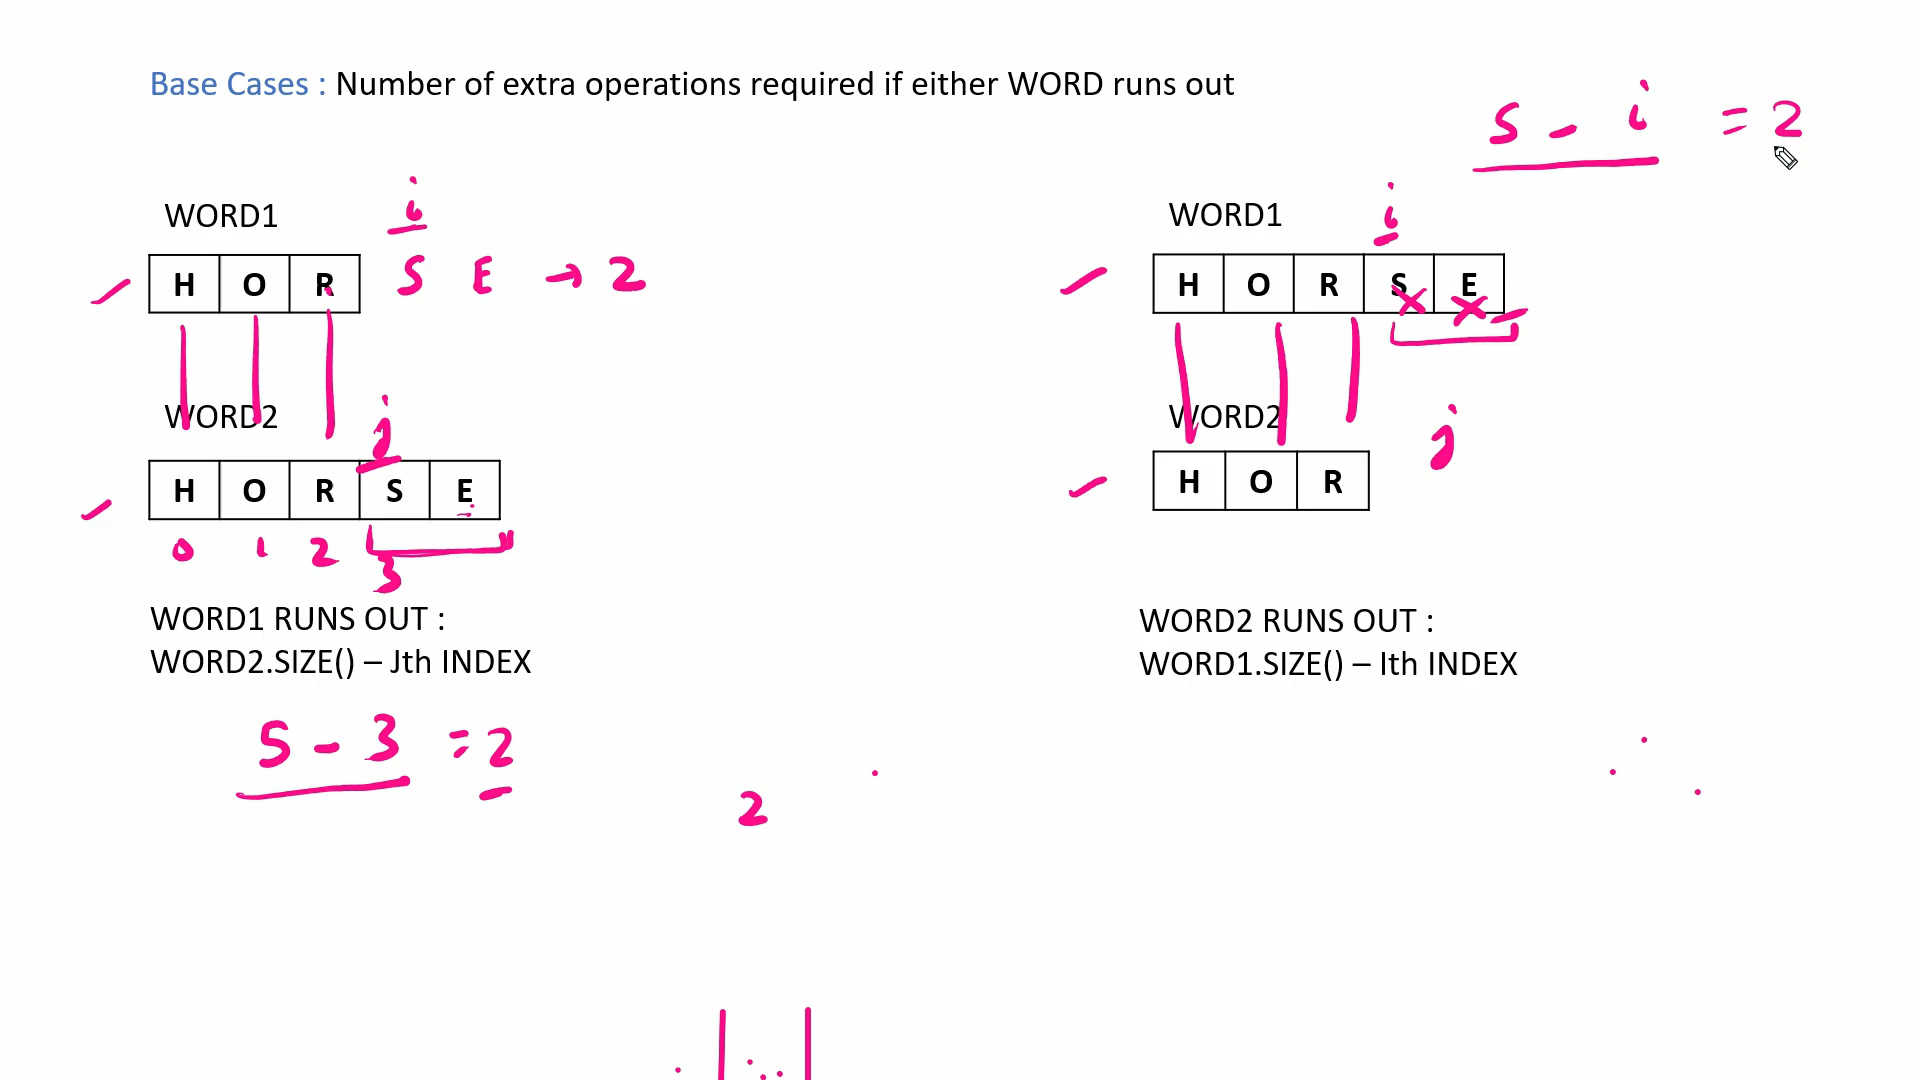 Base Cases : Number of extra operations required if either WORD runs out
5 - i = 2
WORD1
i
H O R S E → 2
WORD2
j
H O R S E
0 1 2 3
WORD1 RUNS OUT :
WORD2.SIZE() – Jth INDEX
5 - 3 = 2
2
WORD1
i
H O R S E
WORD2
j
H O R
WORD2 RUNS OUT :
WORD1.SIZE() – Ith INDEX